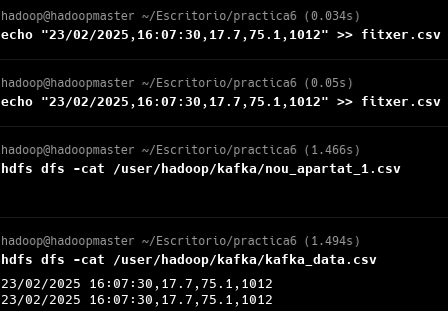 hadoop@hadoopmaster ~/Escritorio/practica6 (0.034s)
echo "23/02/2025,16:07:30,17.7,75.1,1012" >> fitxer.csv
hadoop@hadoopmaster ~/Escritorio/practica6 (0.05s)
echo "23/02/2025,16:07:30,17.7,75.1,1012" >> fitxer.csv
hadoop@hadoopmaster ~/Escritorio/practica6 (1.466s)
hdfs dfs -cat /user/hadoop/kafka/nou_apartat_1.csv
hadoop@hadoopmaster ~/Escritorio/practica6 (1.494s)
hdfs dfs -cat /user/hadoop/kafka/kafka_data.csv
23/02/2025 16:07:30,17.7,75.1,1012
23/02/2025 16:07:30,17.7,75.1,1012